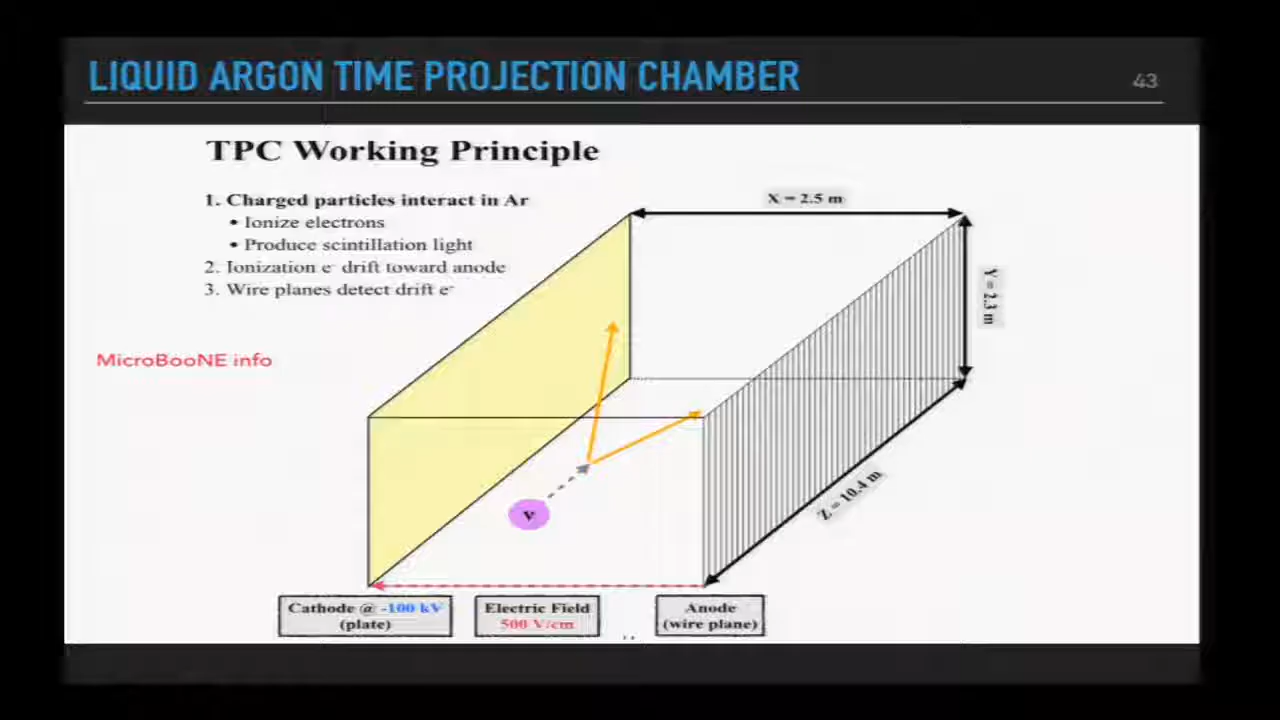 LIQUID ARGON TIME PROJECTION CHAMBER
43
TPC Working Principle
1. Charged particles interact in Ar
• Ionize electrons
• Produce scintillation light
2. Ionization e⁻ drift toward anode
3. Wire planes detect drift e⁻
MicroBooNE info
X = 2.5 m
Y = 2.3 m
Z = 10.4 m
ν
Cathode @ -100 kV
(plate)
Electric Field
500 V/cm
Anode
(wire plane)